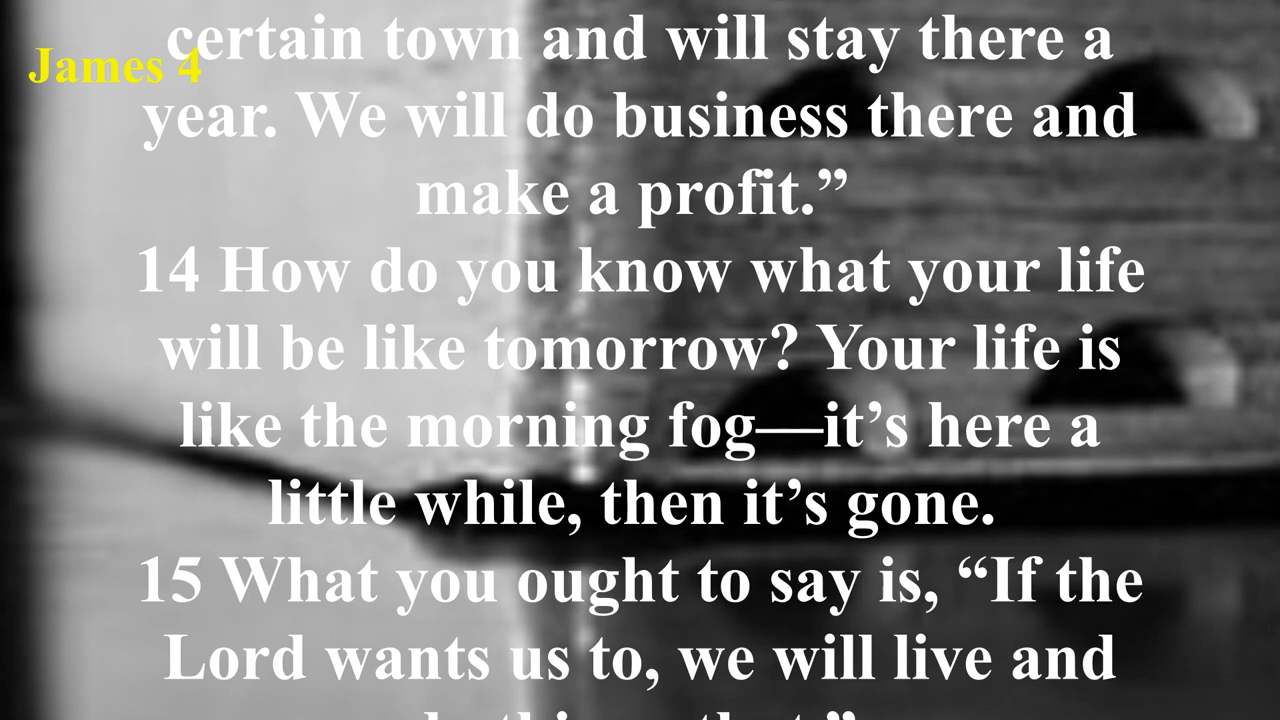 James 4
certain town and will stay there a
year. We will do business there and
make a profit.”
14 How do you know what your life
will be like tomorrow? Your life is
like the morning fog—it’s here a
little while, then it’s gone.
15 What you ought to say is, “If the
Lord wants us to, we will live and